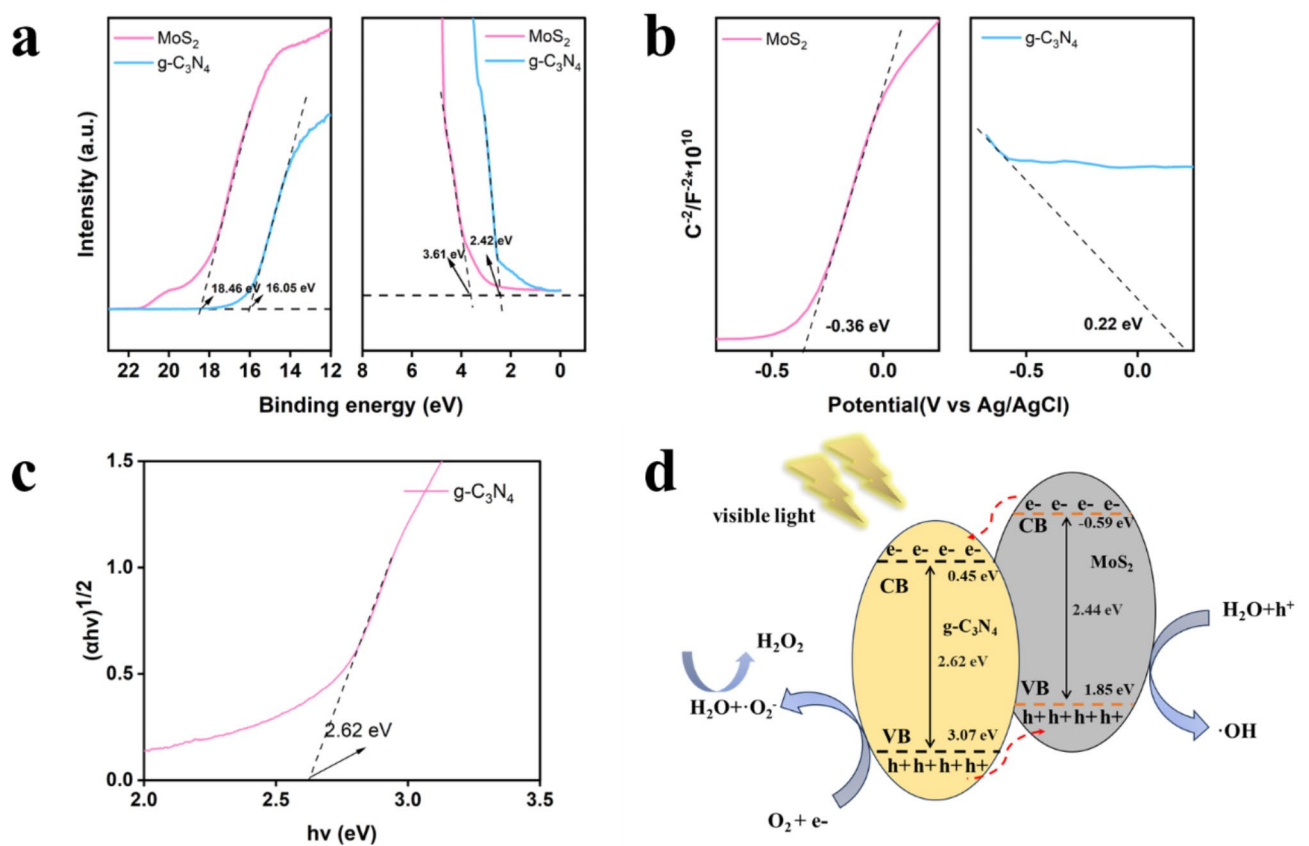 a
MoS₂
g-C₃N₄
MoS₂
g-C₃N₄
Intensity (a.u.)
18.46 eV
16.05 eV
3.61 eV
2.42 eV
22 20 18 16 14 12
8 6 4 2 0
Binding energy (eV)
b
MoS₂
g-C₃N₄
C⁻²/F⁻²*10¹⁰
-0.36 eV
0.22 eV
-0.5 0.0
-0.5 0.0
Potential(V vs Ag/AgCl)
c
g-C₃N₄
(αhν)¹/²
1.5
1.0
0.5
0.0
2.62 eV
2.0 2.5 3.0 3.5
hν (eV)
d
visible light
e- e- e- e-
CB
-0.59 eV
MoS₂
2.44 eV
VB
1.85 eV
h+ h+ h+ h+
e- e- e- e-
0.45 eV
CB
g-C₃N₄
2.62 eV
VB
3.07 eV
h+ h+ h+ h+
H₂O₂
H₂O+·O₂⁻
O₂ + e-
H₂O+h⁺
·OH